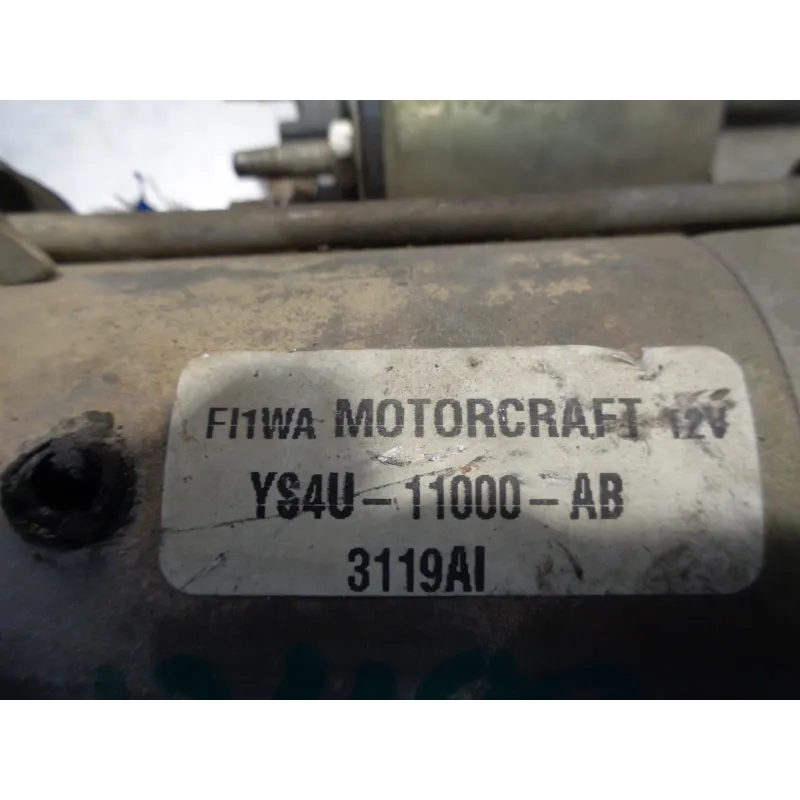 FI1WA MOTORCRAFT 12V
YS4U-11000-AB
3119AI